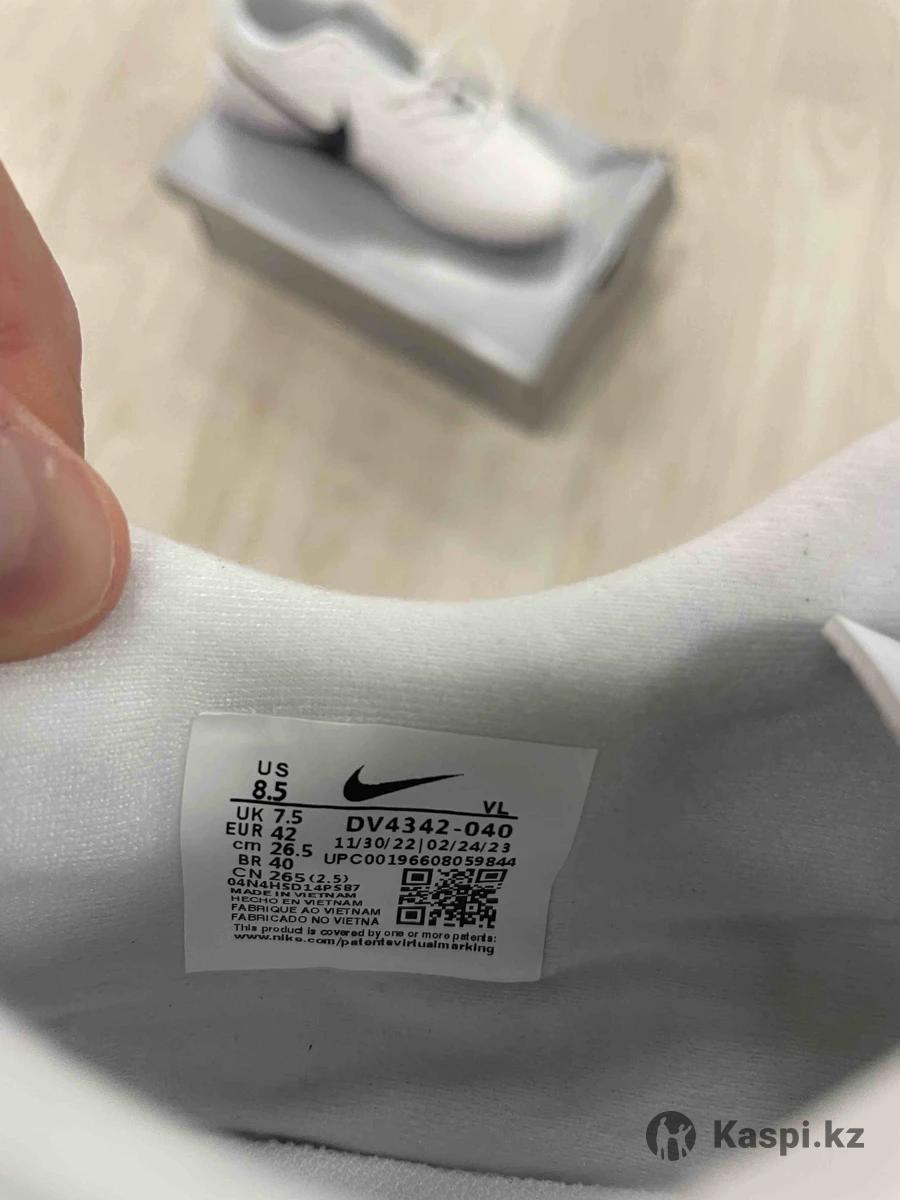 US
8.5
VL
UK 7.5
DV4342-040
EUR 42
11/30/22|02/24/23
cm 26.5
UPC00196608059844
BR 40
CN 265(2.5)
04N4HSD14PS87
MADE IN VIETNAM
HECHO EN VIETNAM
FABRIQUE AO VIETNAM
FABRICADO NO VIETNA
This product is covered by one or more patents:
www.nike.com/patentsvirtualmarking
Kaspi.kz